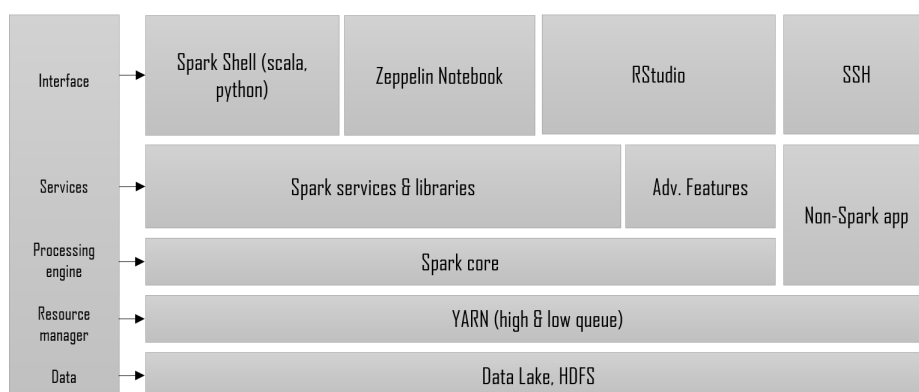 Interface
Spark Shell (scala,
python)
Zeppelin Notebook
RStudio
SSH
Services
Spark services & libraries
Adv. Features
Non-Spark app
Processing
engine
Spark core
Resource
manager
YARN (high & low queue)
Data
Data Lake, HDFS